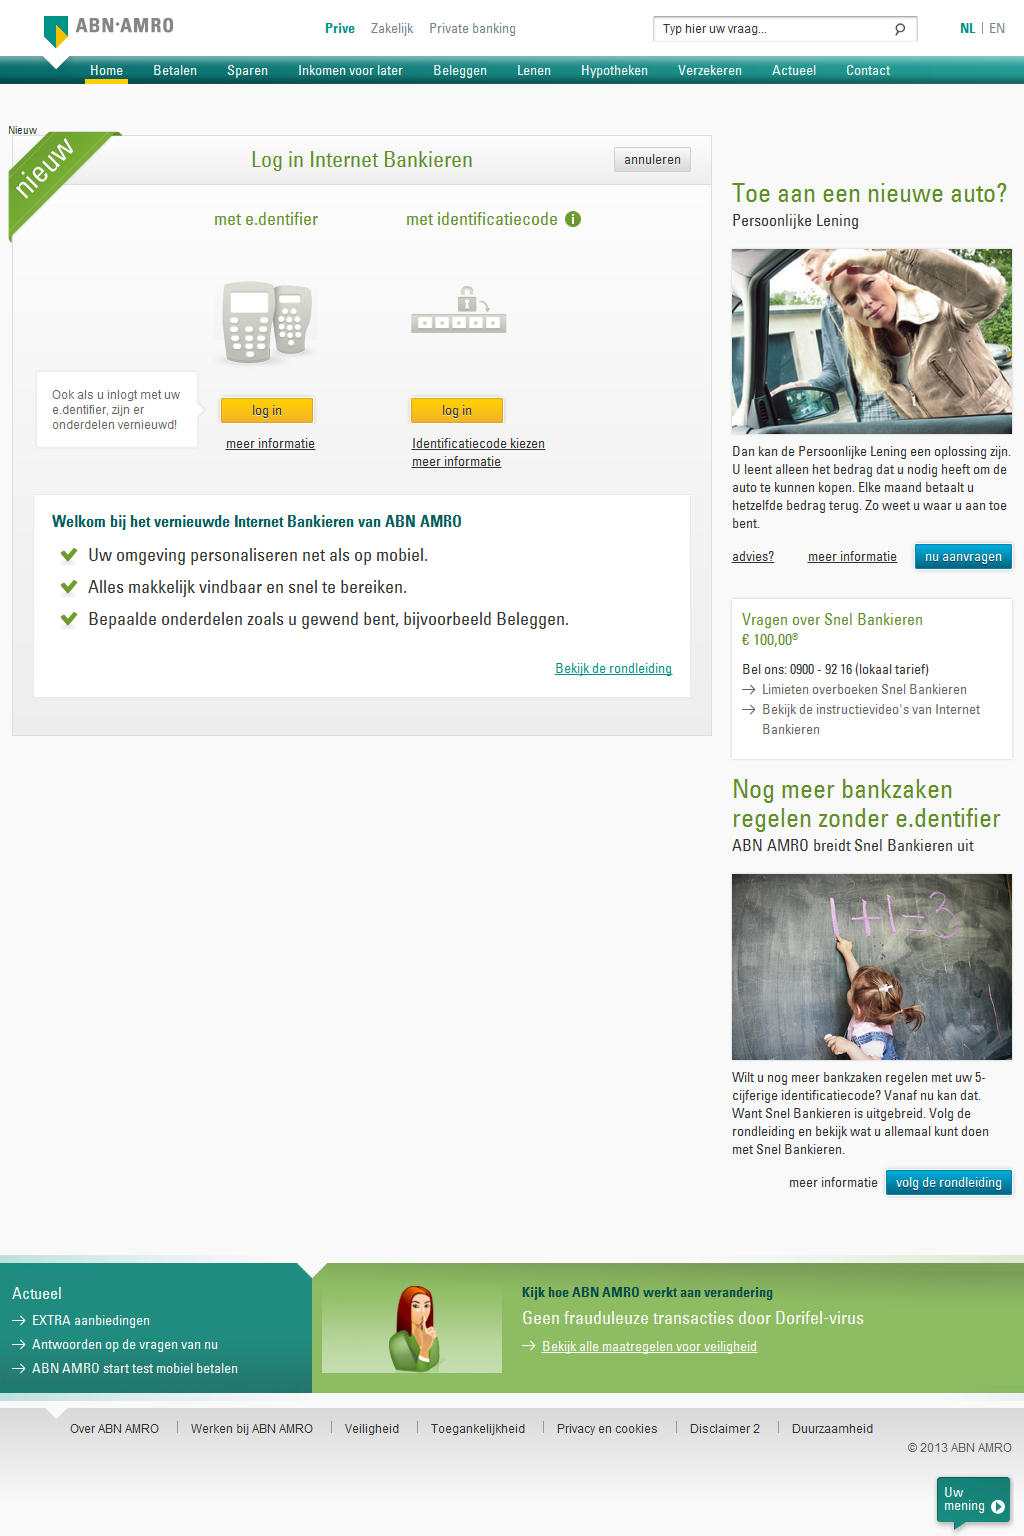 ABN·AMRO
Prive Zakelijk Private banking
Typ hier uw vraag...
NL | EN
Home Betalen Sparen Inkomen voor later Beleggen Lenen Hypotheken Verzekeren Actueel Contact
Nieuw
nieuw
Log in Internet Bankieren
annuleren
met e.dentifier
met identificatiecode i
Ook als u inlogt met uw
e.dentifier, zijn er
onderdelen vernieuwd!
log in
meer informatie
log in
Identificatiecode kiezen
meer informatie
Welkom bij het vernieuwde Internet Bankieren van ABN AMRO
Uw omgeving personaliseren net als op mobiel.
Alles makkelijk vindbaar en snel te bereiken.
Bepaalde onderdelen zoals u gewend bent, bijvoorbeeld Beleggen.
Bekijk de rondleiding
Toe aan een nieuwe auto?
Persoonlijke Lening
Dan kan de Persoonlijke Lening een oplossing zijn.
U leent alleen het bedrag dat u nodig heeft om de
auto te kunnen kopen. Elke maand betaalt u
hetzelfde bedrag terug. Zo weet u waar u aan toe
bent.
advies? meer informatie nu aanvragen
Vragen over Snel Bankieren
€ 100,00®
Bel ons: 0900 - 92 16 (lokaal tarief)
Limieten overboeken Snel Bankieren
Bekijk de instructievideo's van Internet
Bankieren
Nog meer bankzaken
regelen zonder e.dentifier
ABN AMRO breidt Snel Bankieren uit
1+1=3
Wilt u nog meer bankzaken regelen met uw 5-
cijferige identificatiecode? Vanaf nu kan dat.
Want Snel Bankieren is uitgebreid. Volg de
rondleiding en bekijk wat u allemaal kunt doen
met Snel Bankieren.
meer informatie volg de rondleiding
Actueel
EXTRA aanbiedingen
Antwoorden op de vragen van nu
ABN AMRO start test mobiel betalen
Kijk hoe ABN AMRO werkt aan verandering
Geen frauduleuze transacties door Dorifel-virus
Bekijk alle maatregelen voor veiligheid
Over ABN AMRO | Werken bij ABN AMRO | Veiligheid | Toegankelijkheid | Privacy en cookies | Disclaimer 2 | Duurzaamheid
© 2013 ABN AMRO
Uw
mening